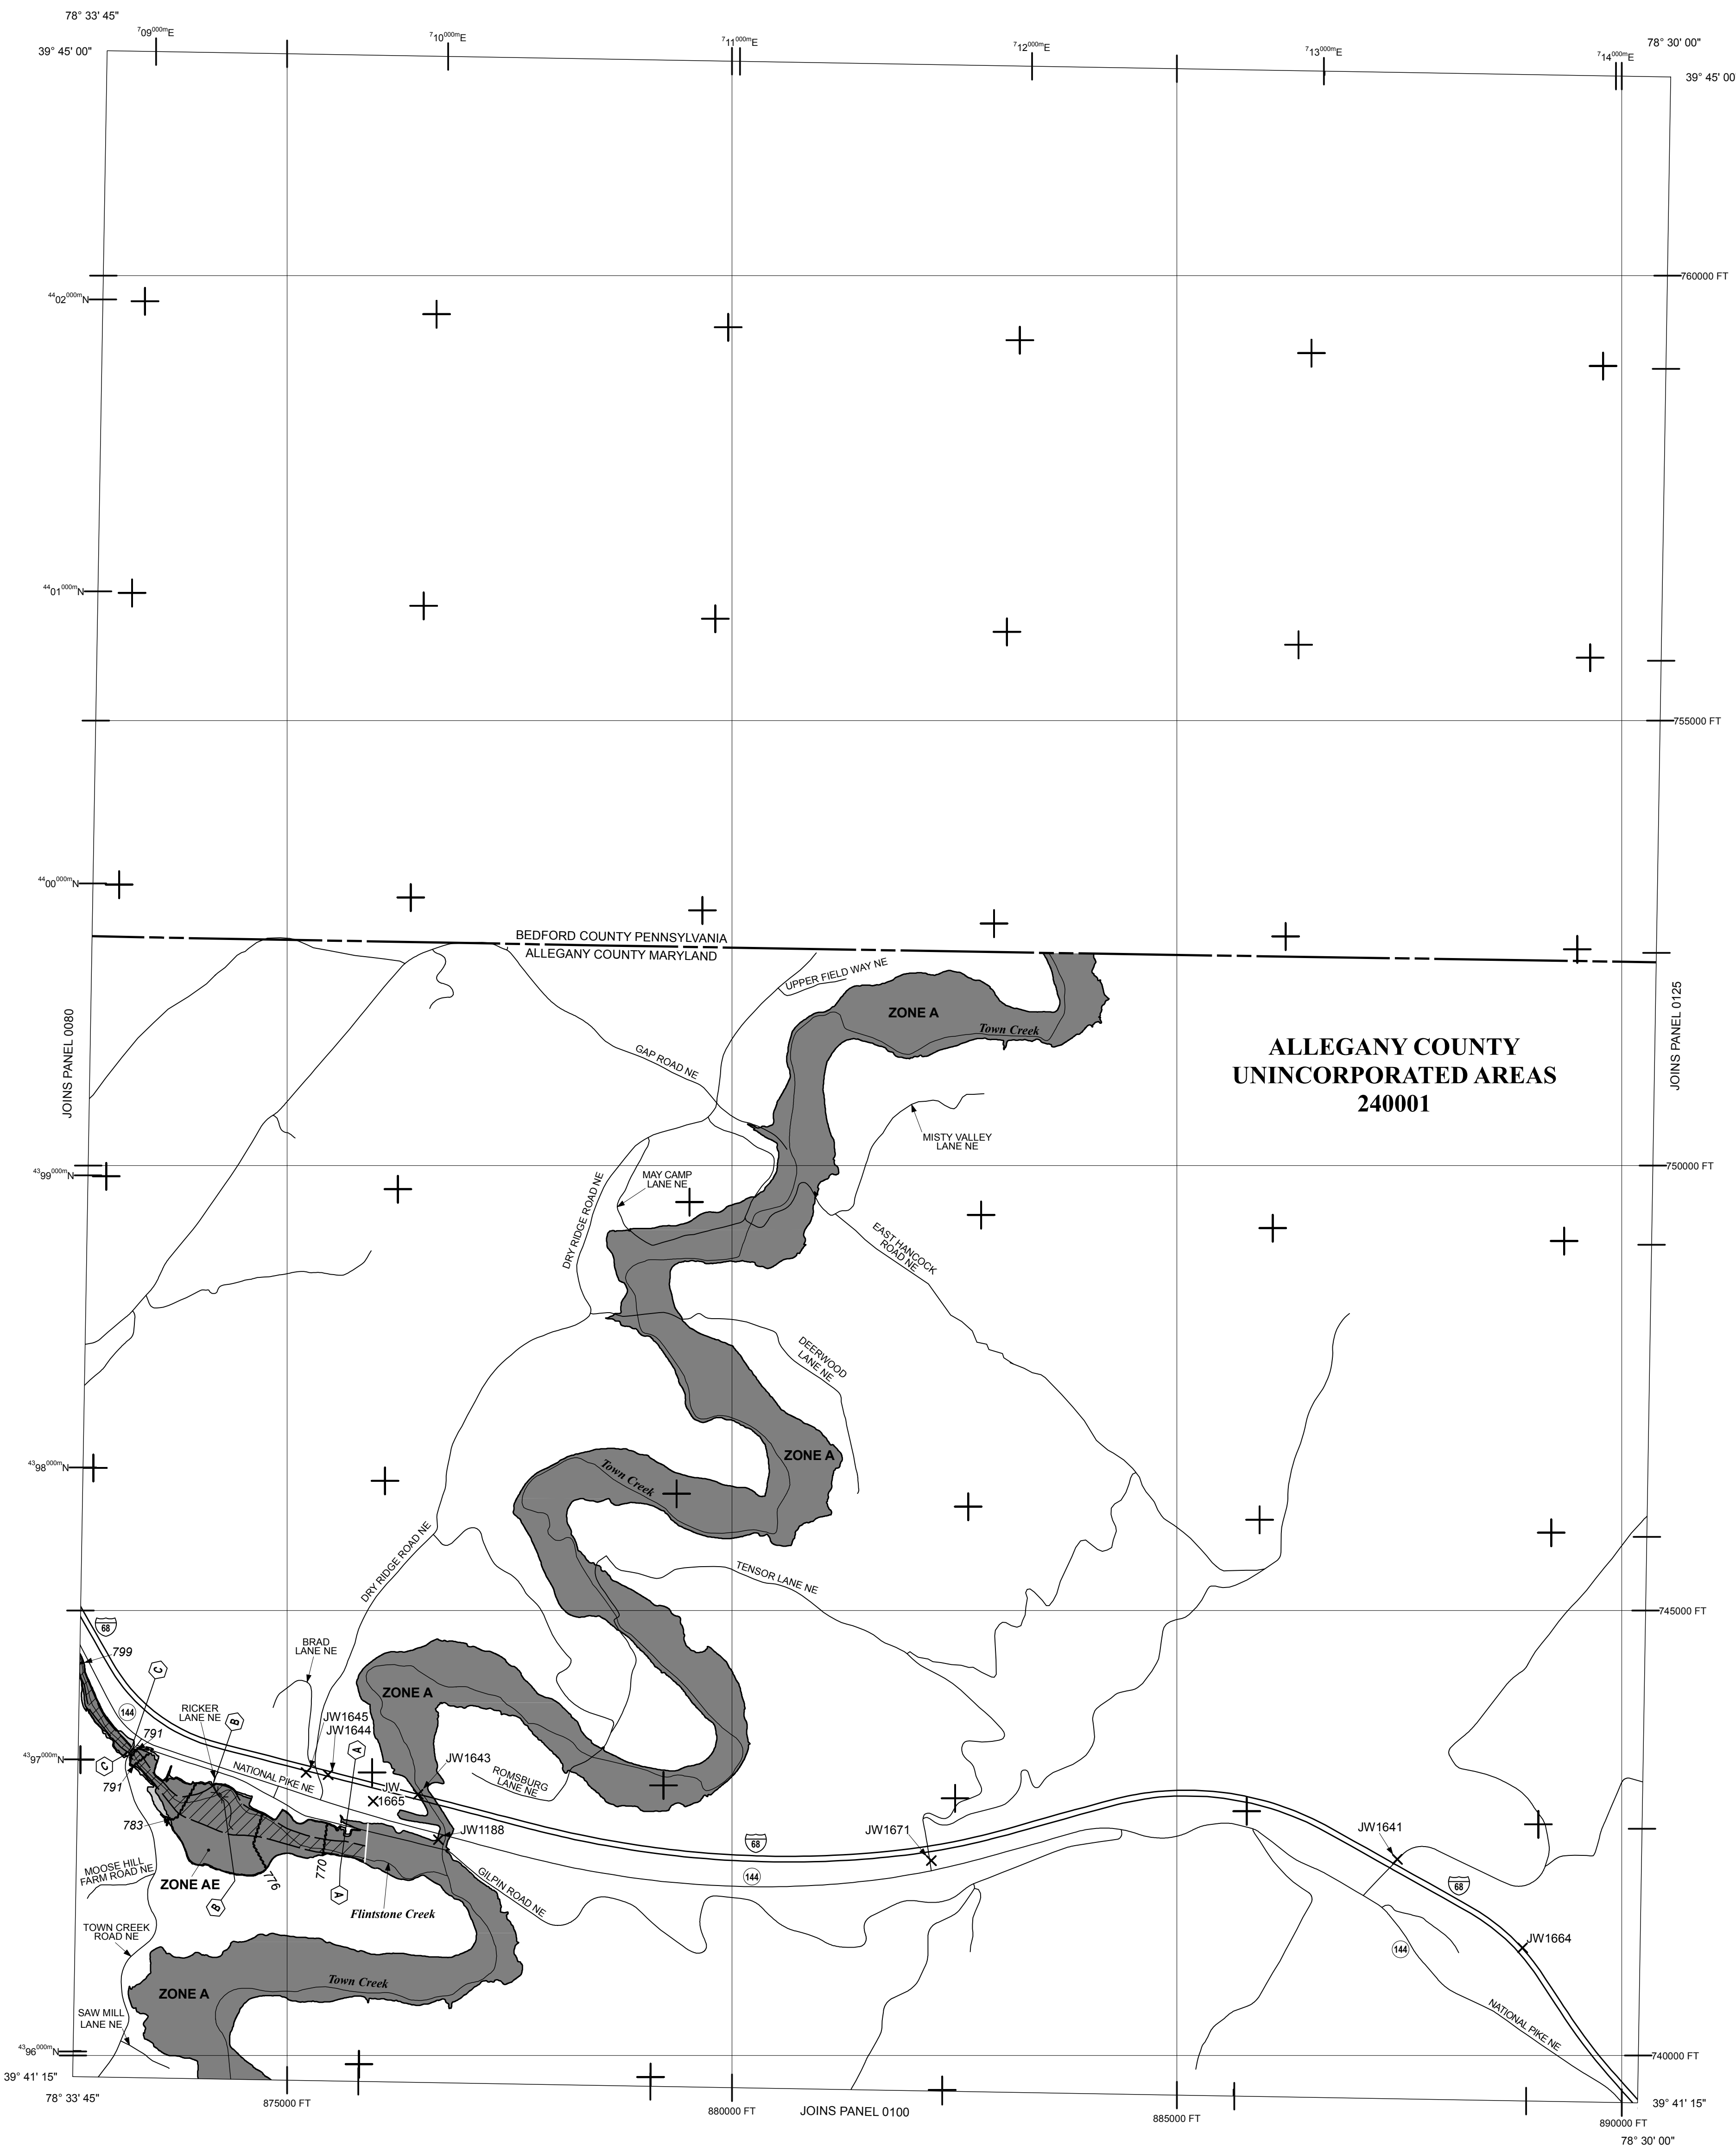 78° 33' 45"
709000mE
710000mE
711000mE
712000mE
713000mE
714000mE
78° 30' 00"
39° 45' 00"
39° 45' 00
760000 FT
4402000mN
4401000mN
755000 FT
4400000mN
BEDFORD COUNTY PENNSYLVANIA
ALLEGANY COUNTY MARYLAND
UPPER FIELD WAY NE
ZONE A
Town Creek
JOINS PANEL 0080
JOINS PANEL 0125
GAP ROAD NE
ALLEGANY COUNTY
UNINCORPORATED AREAS
240001
MISTY VALLEY
LANE NE
4399000mN
750000 FT
MAY CAMP
LANE NE
DRY RIDGE ROAD NE
EAST HANCOCK
ROAD NE
DEERWOOD
LANE NE
ZONE A
4398000mN
Town Creek
DRY RIDGE ROAD NE
TENSOR LANE NE
745000 FT
68
799
BRAD
LANE NE
C
ZONE A
144
RICKER
LANE NE
B
JW1645
JW1644
791
A
4397000mN
C
JW1643
NATIONAL PIKE NE
ROMSBURG
LANE NE
791
JW
1665
783
JW1188
68
JW1671
JW1641
MOOSE HILL
FARM ROAD NE
770
776
144
GILPIN ROAD NE
ZONE AE
A
B
68
Flintstone Creek
TOWN CREEK
ROAD NE
JW1664
144
Town Creek
ZONE A
SAW MILL
LANE NE
NATIONAL PIKE NE
4396000mN
740000 FT
39° 41' 15"
39° 41' 15"
78° 33' 45"
875000 FT
880000 FT
JOINS PANEL 0100
885000 FT
890000 FT
78° 30' 00"